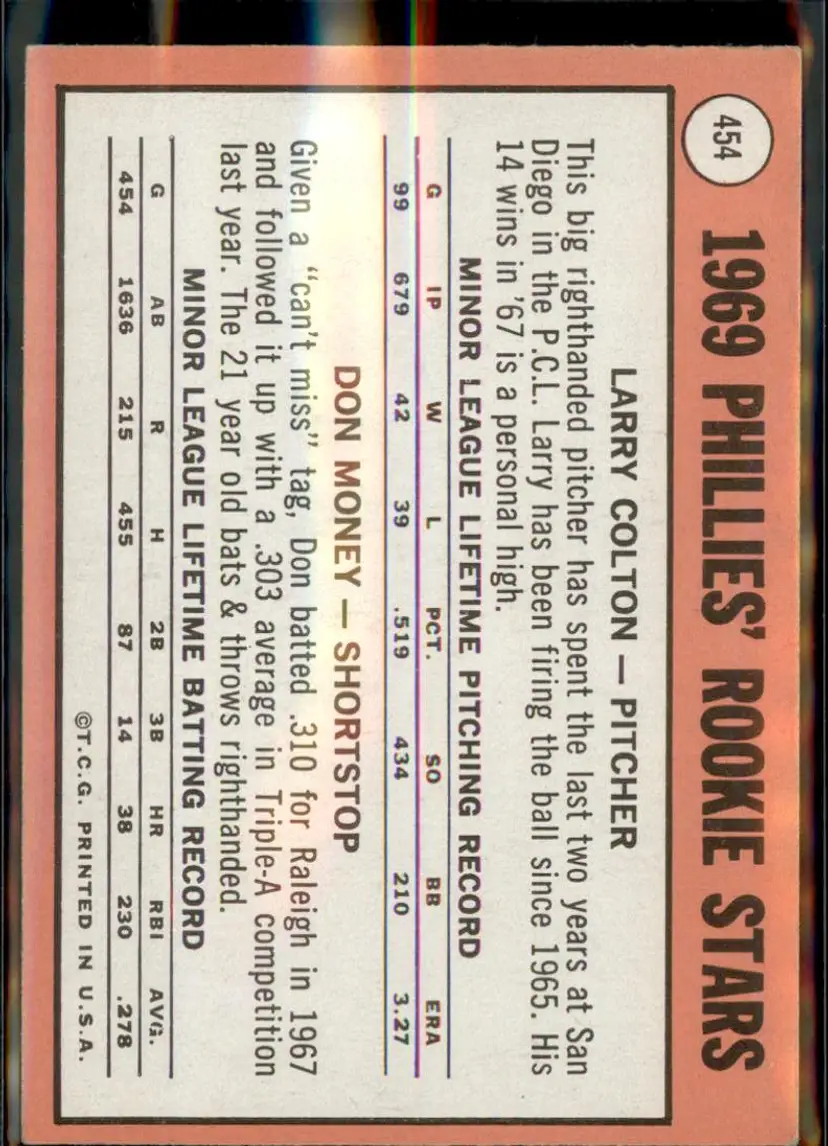 454
1969 PHILLIES' ROOKIE STARS
LARRY COLTON — PITCHER
This big righthanded pitcher has spent the last two years at San
Diego in the P.C.L. Larry has been firing the ball since 1965. His
14 wins in '67 is a personal high.
MINOR LEAGUE LIFETIME PITCHING RECORD
G IP W L PCT. SO BB ERA
99 679 42 39 .519 434 210 3.27
DON MONEY — SHORTSTOP
Given a "can't miss" tag, Don batted .310 for Raleigh in 1967
and followed it up with a .303 average in Triple-A competition
last year. The 21 year old bats & throws righthanded.
MINOR LEAGUE LIFETIME BATTING RECORD
G AB R H 2B 3B HR RBI AVG.
454 1636 215 455 87 14 38 230 .278
©T.C.G. PRINTED IN U.S.A.